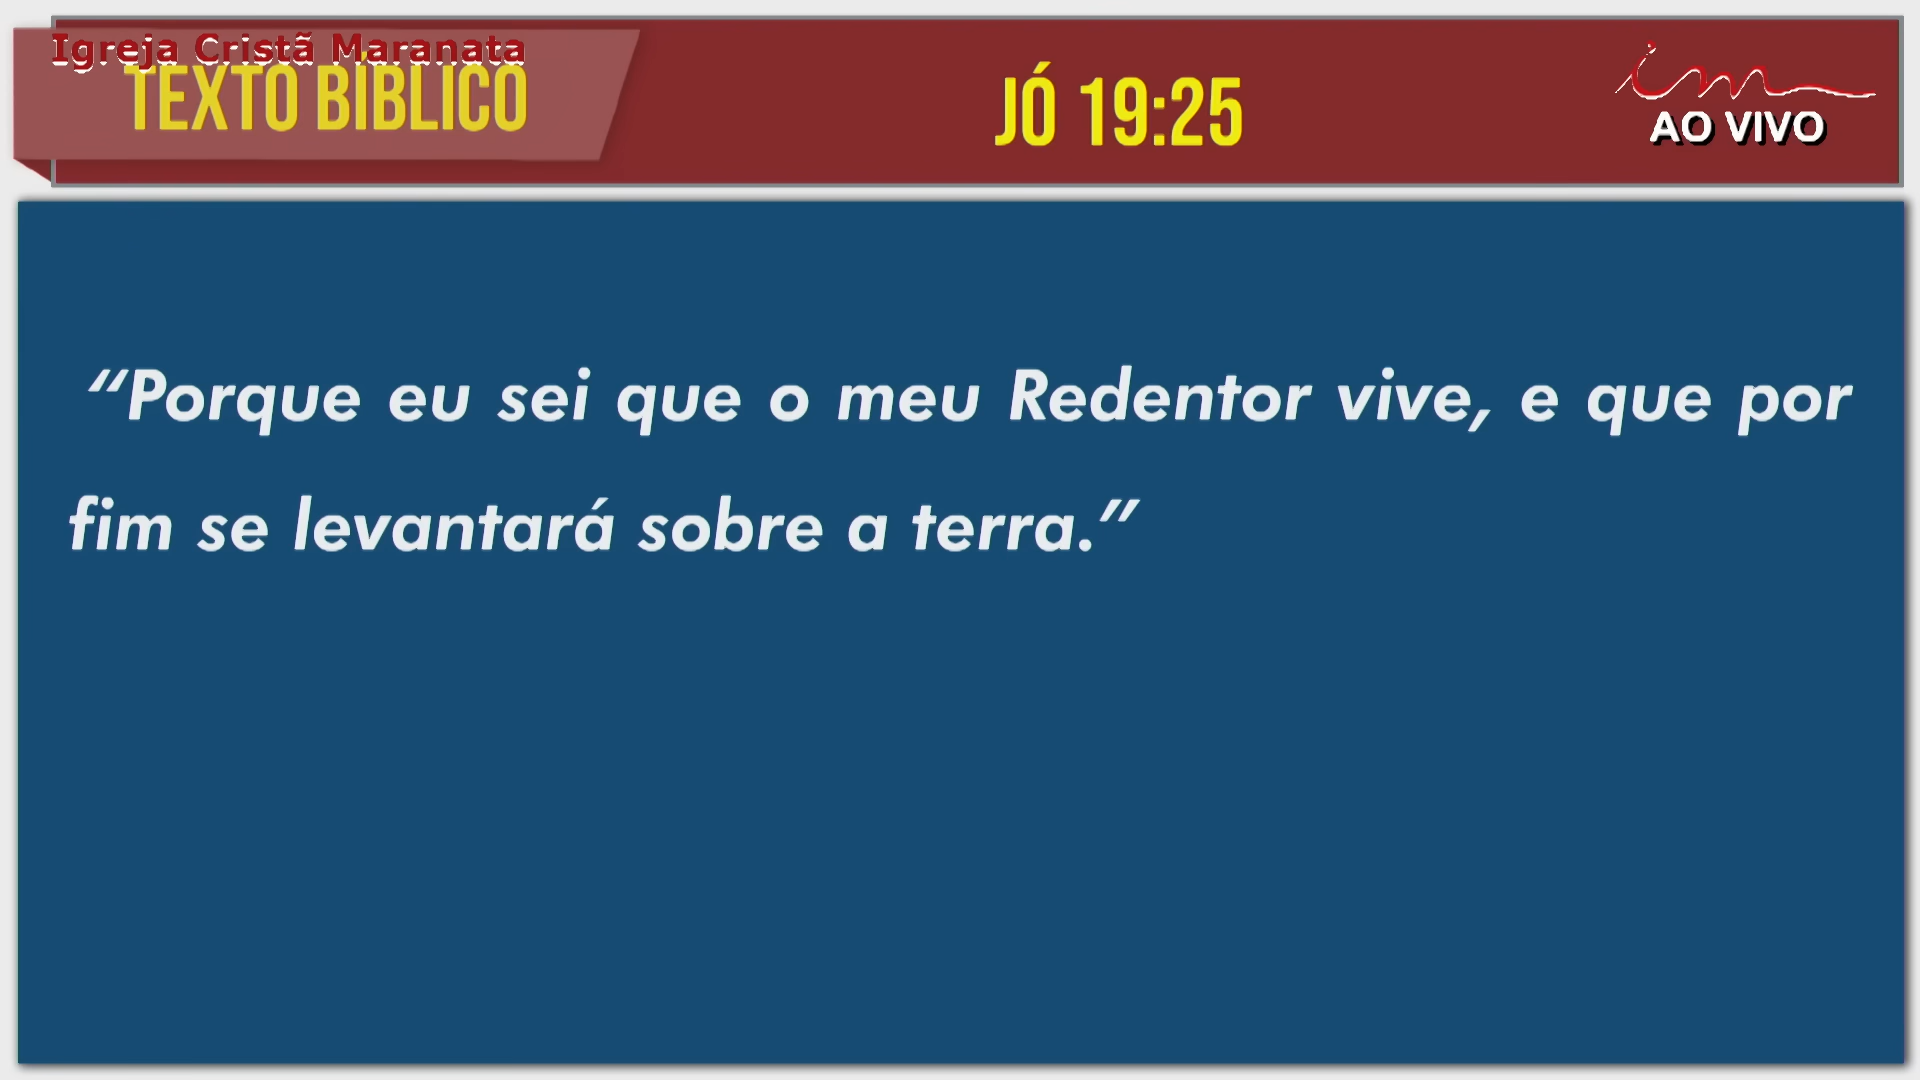 Igreja Cristã Maranata
TEXTO BÍBLICO
JÓ 19:25
im
AO VIVO
“Porque eu sei que o meu Redentor vive, e que por
fim se levantará sobre a terra.”